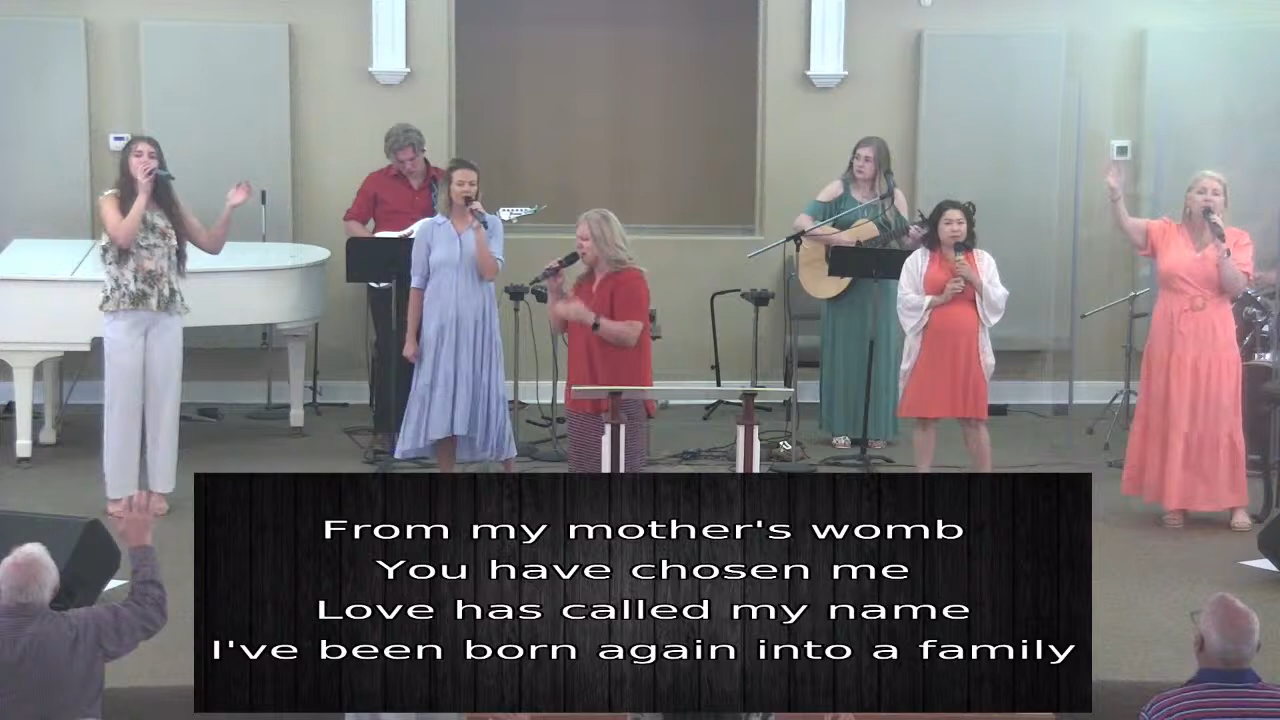 From my mother's womb
You have chosen me
Love has called my name
I've been born again into a family